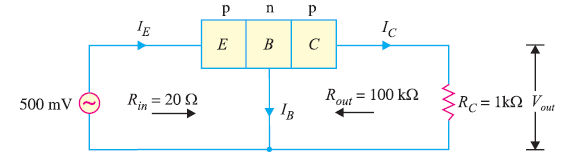 p n p
I_E E B C I_C
500 mV R_in = 20 Ω I_B R_out = 100 kΩ R_C = 1kΩ V_out